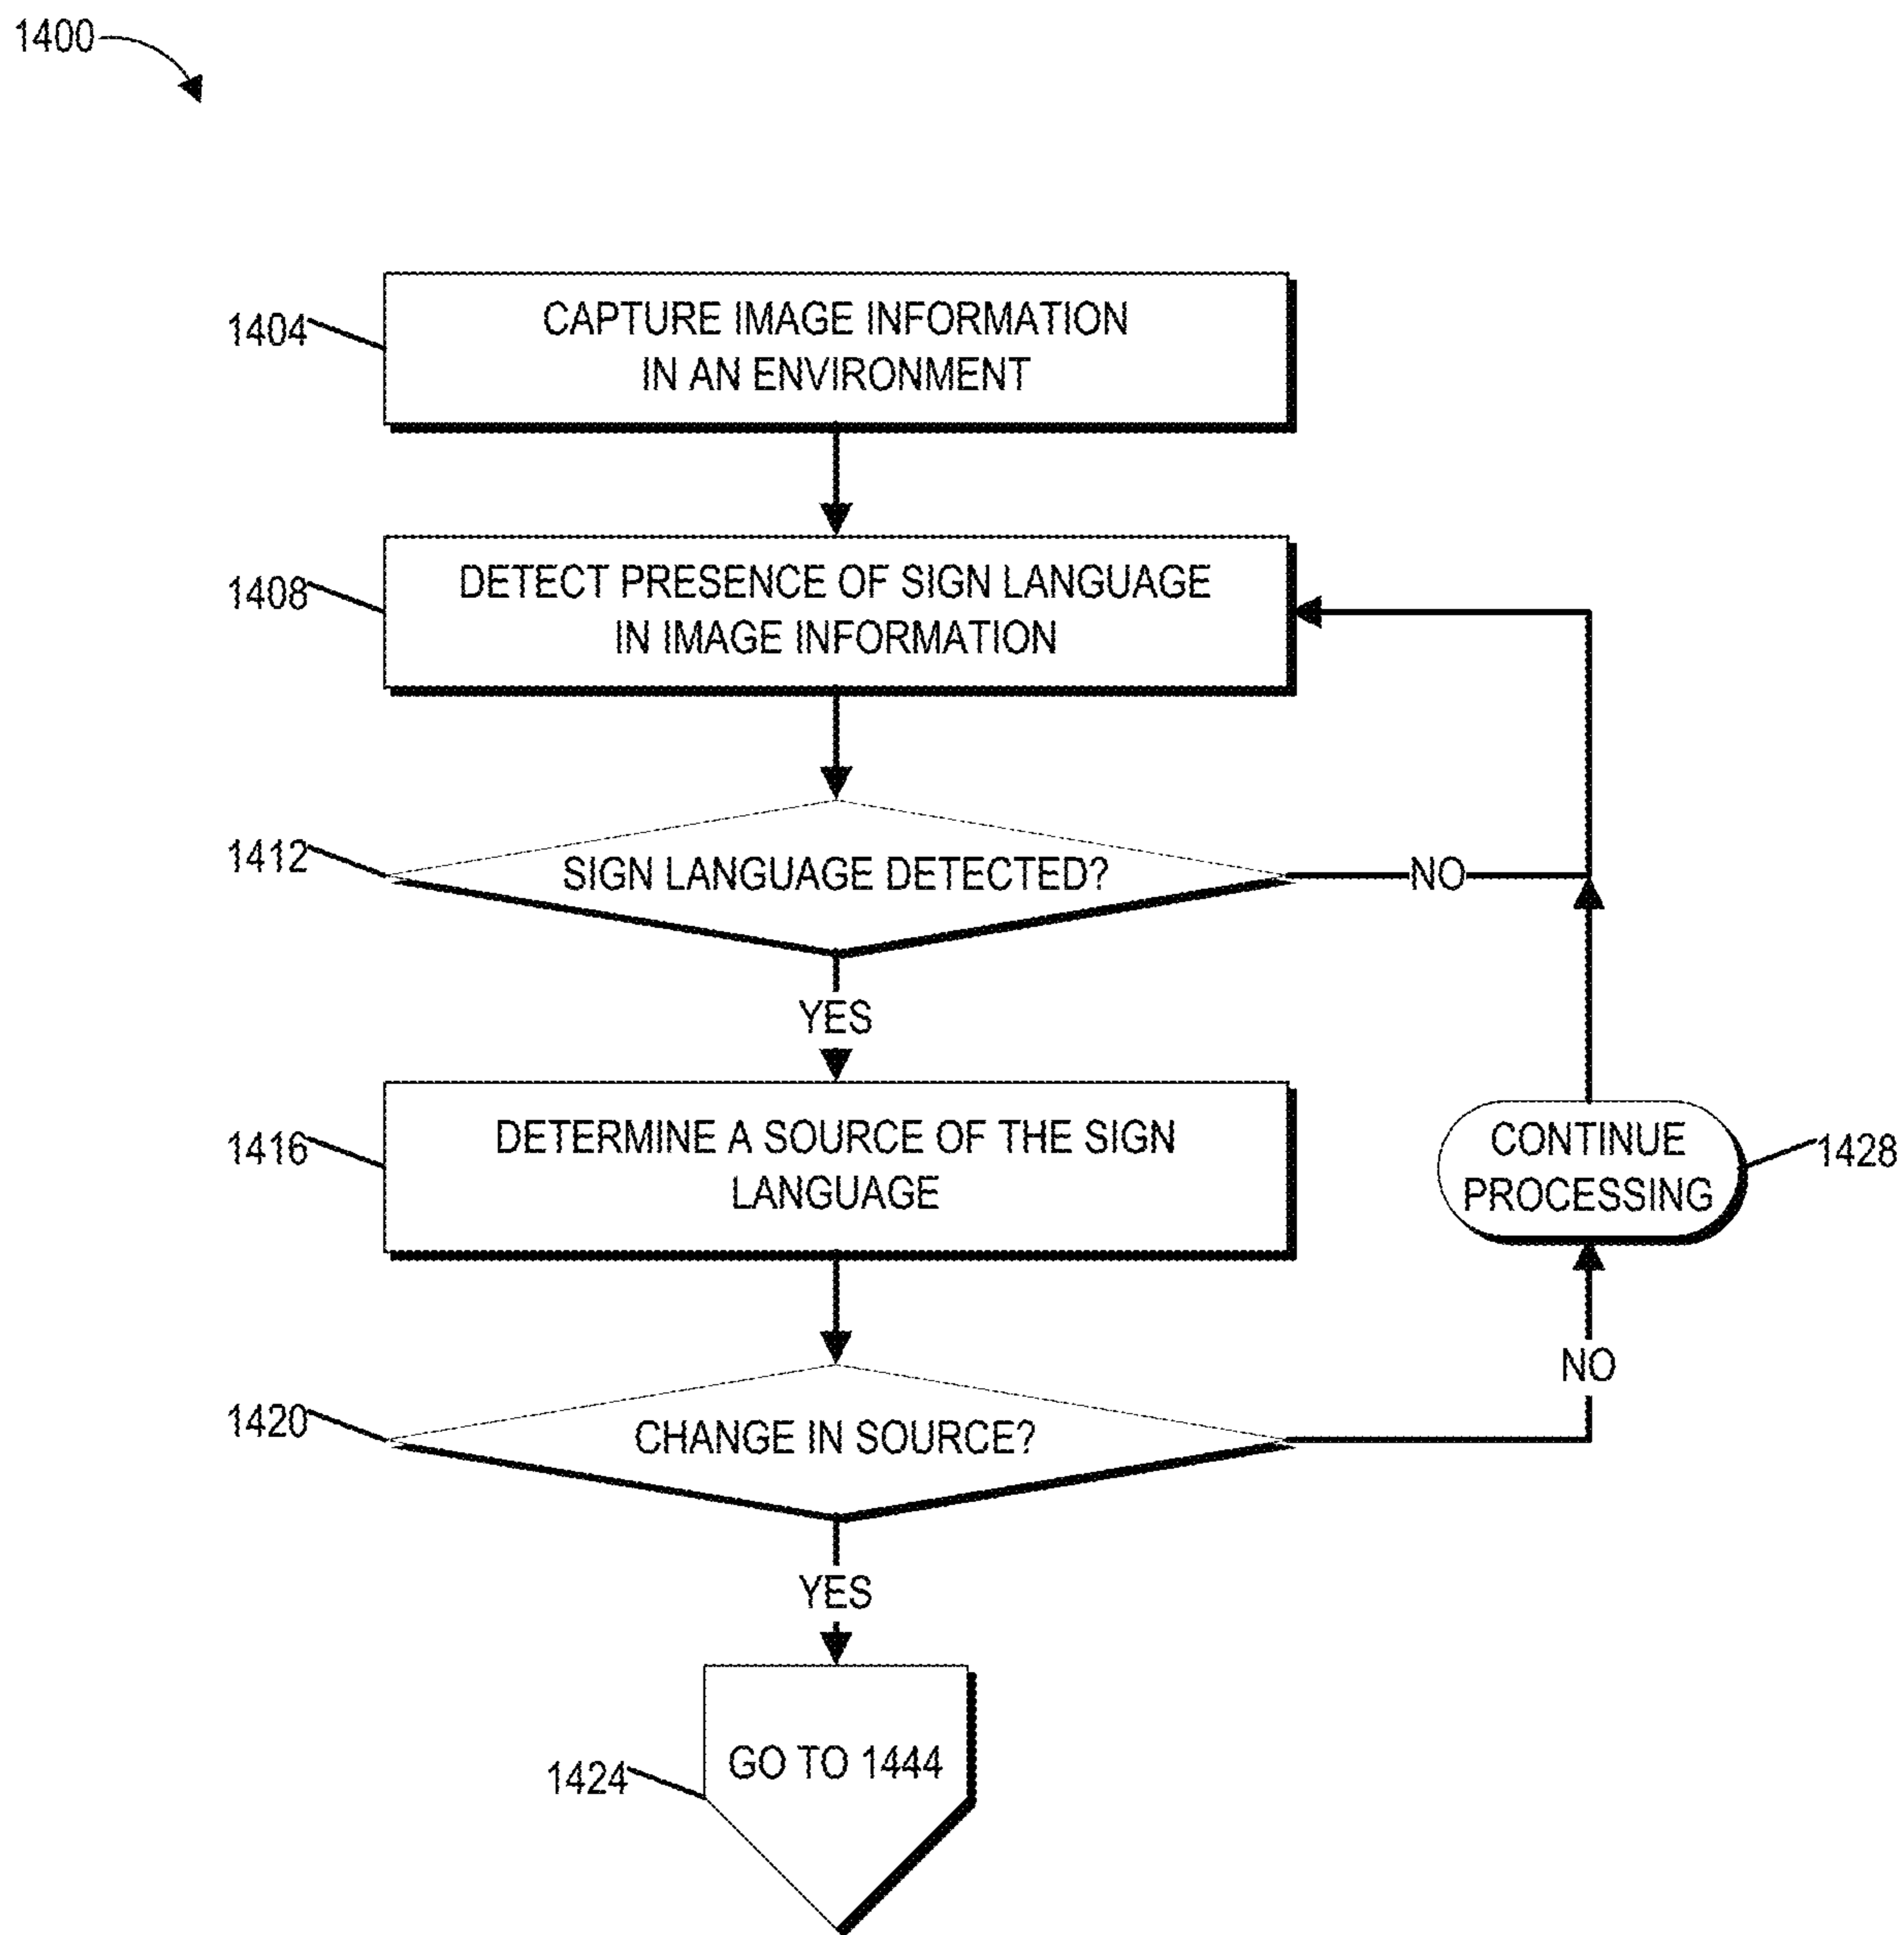 1400
1404
CAPTURE IMAGE INFORMATION
IN AN ENVIRONMENT
1408
DETECT PRESENCE OF SIGN LANGUAGE
IN IMAGE INFORMATION
1412
SIGN LANGUAGE DETECTED?
NO
YES
1416
DETERMINE A SOURCE OF THE SIGN
LANGUAGE
CONTINUE
PROCESSING
1428
1420
CHANGE IN SOURCE?
NO
YES
1424
GO TO 1444